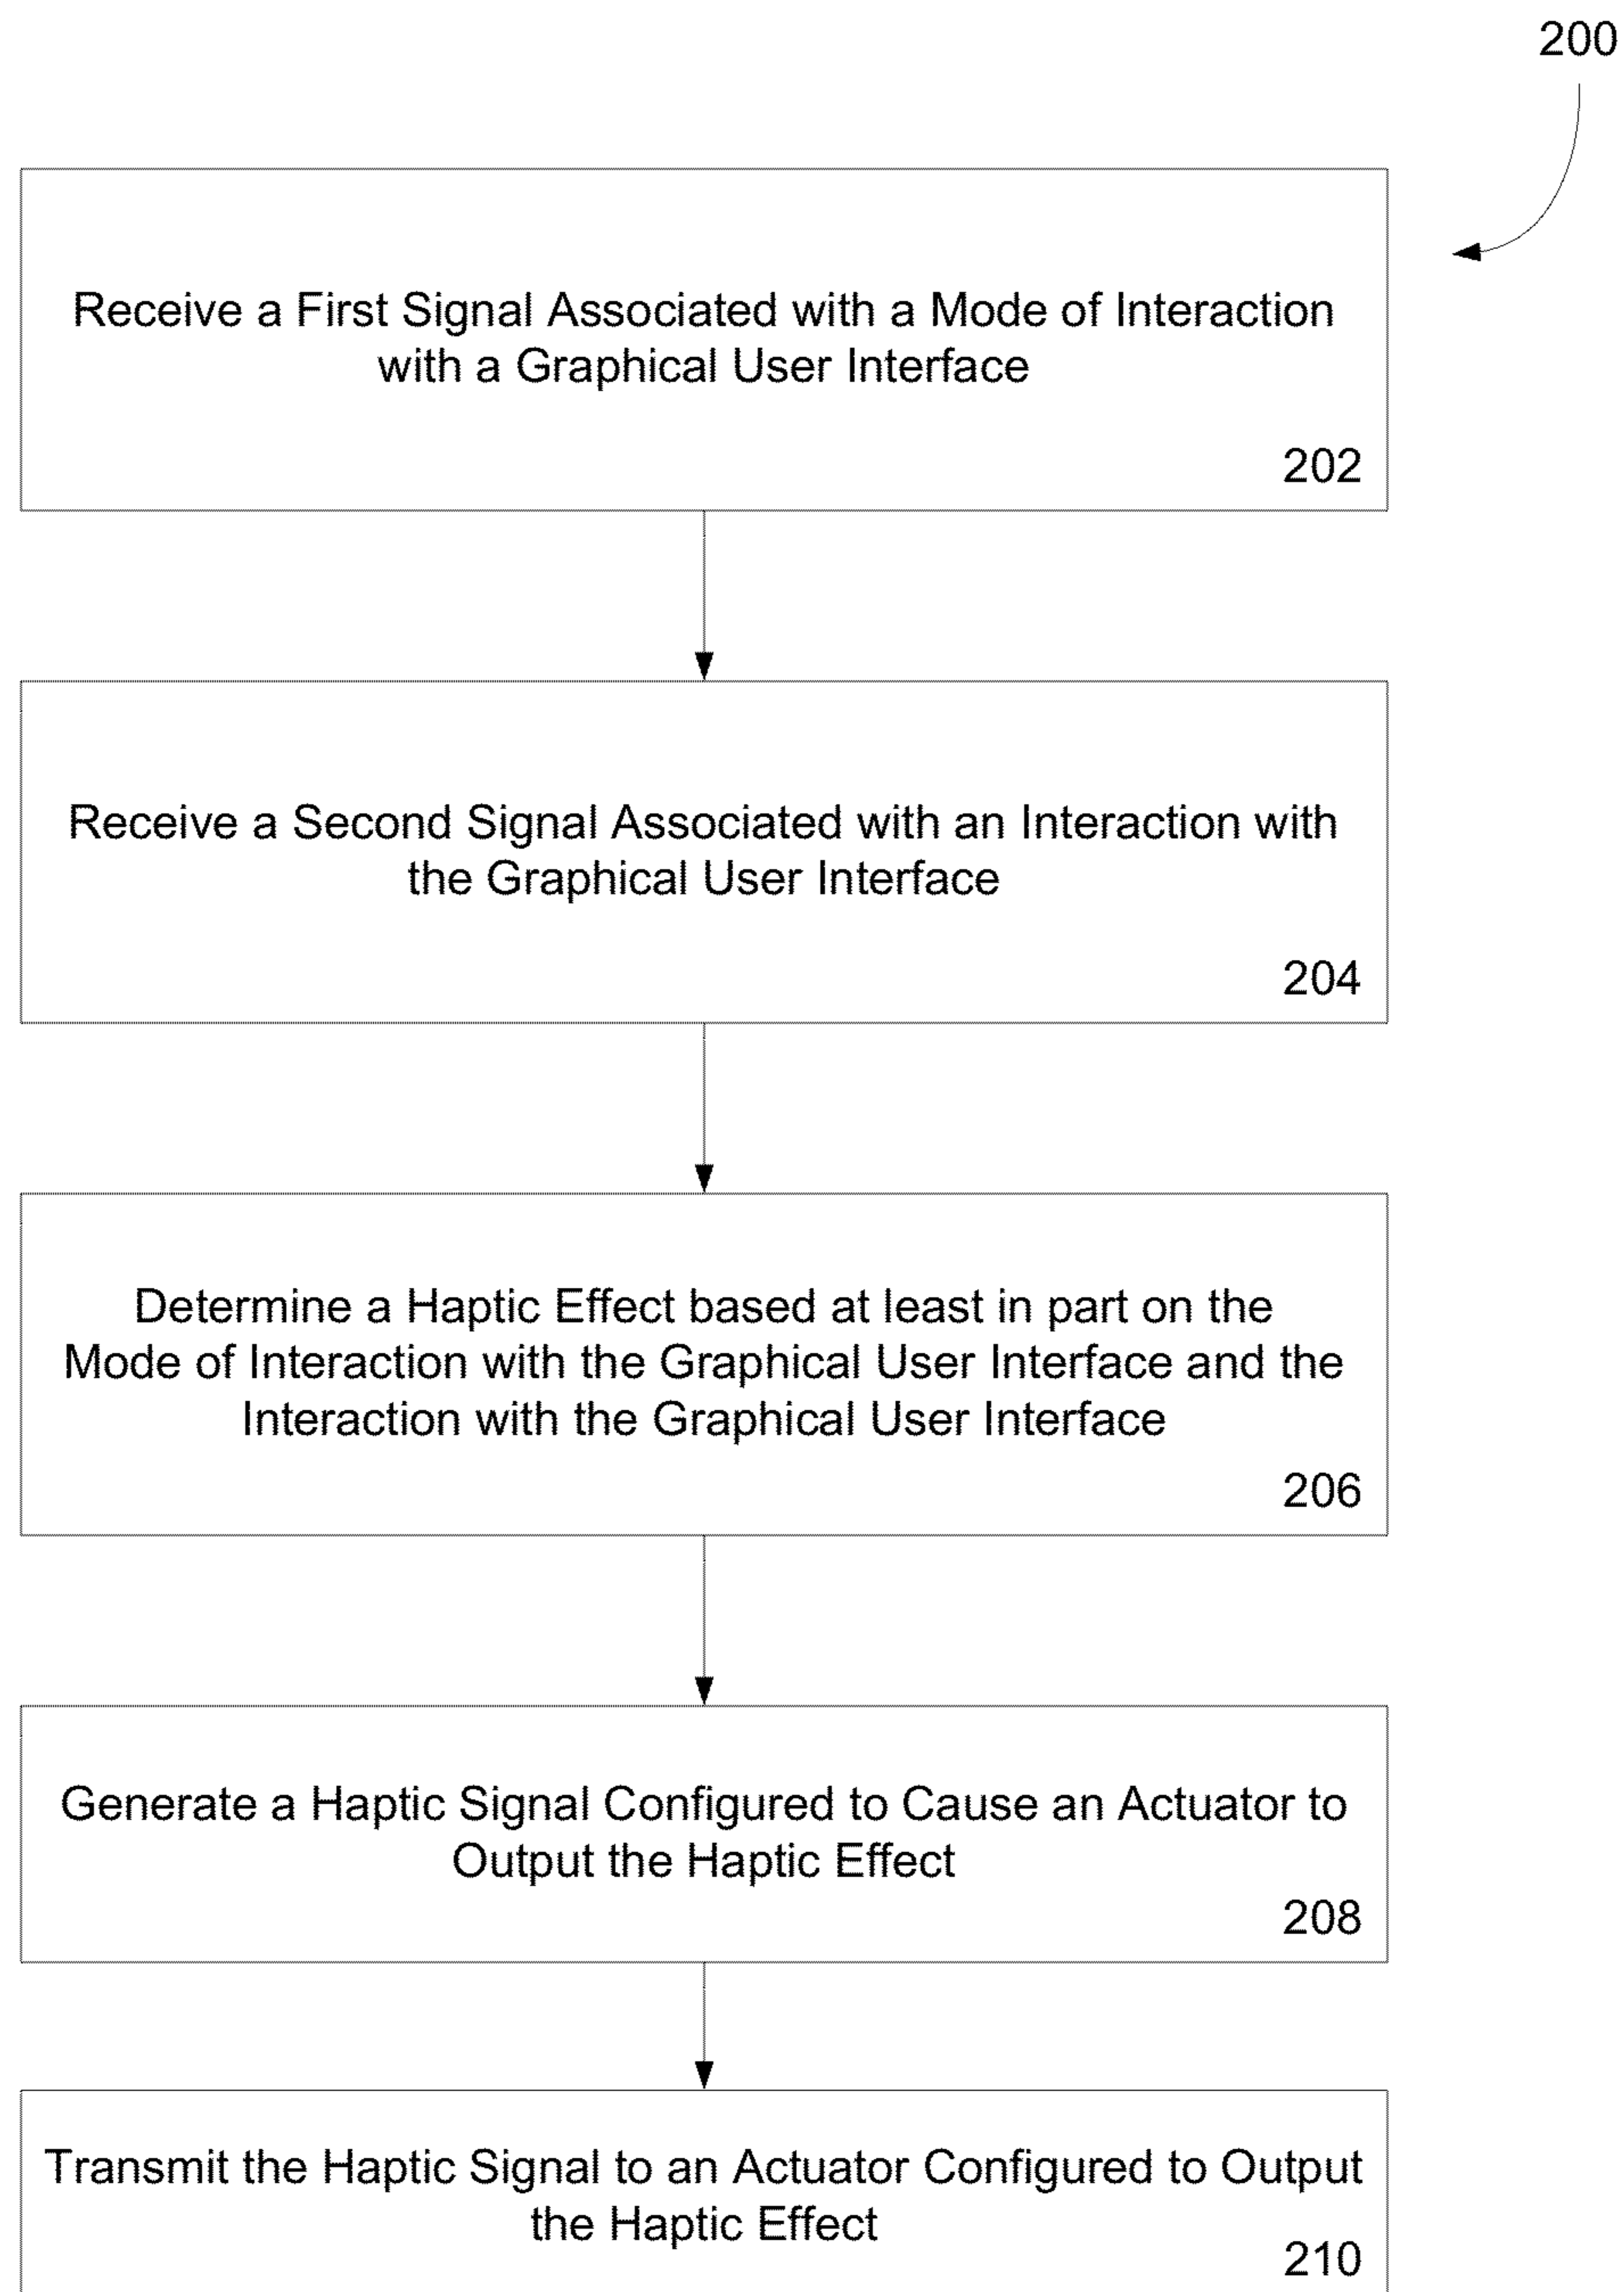 200
Receive a First Signal Associated with a Mode of Interaction
with a Graphical User Interface
202
Receive a Second Signal Associated with an Interaction with
the Graphical User Interface
204
Determine a Haptic Effect based at least in part on the
Mode of Interaction with the Graphical User Interface and the
Interaction with the Graphical User Interface
206
Generate a Haptic Signal Configured to Cause an Actuator to
Output the Haptic Effect
208
Transmit the Haptic Signal to an Actuator Configured to Output
the Haptic Effect
210